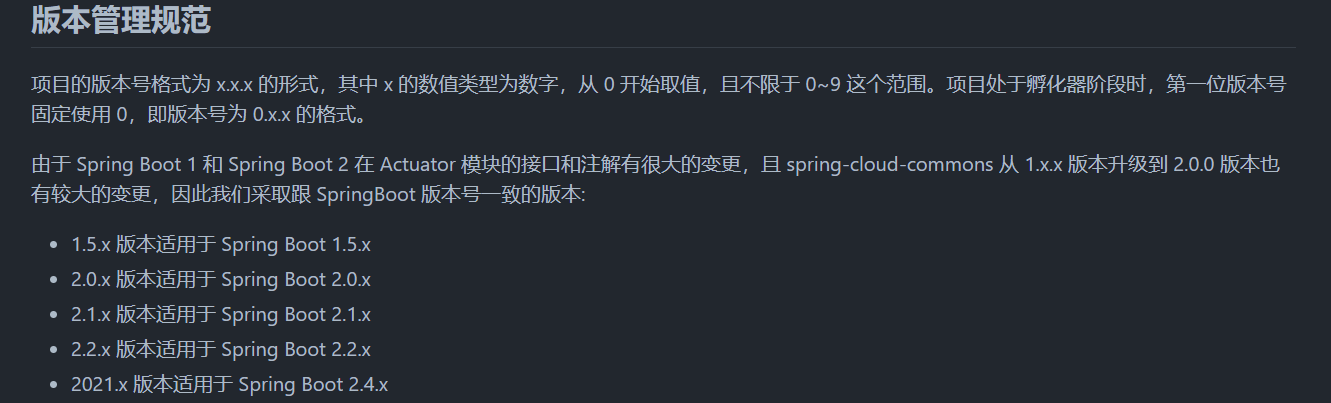 版本管理规范
项目的版本号格式为 x.x.x 的形式，其中 x 的数值类型为数字，从 0 开始取值，且不限于 0~9 这个范围。项目处于孵化器阶段时，第一位版本号
固定使用 0，即版本号为 0.x.x 的格式。
由于 Spring Boot 1 和 Spring Boot 2 在 Actuator 模块的接口和注解有很大的变更，且 spring-cloud-commons 从 1.x.x 版本升级到 2.0.0 版本也
有较大的变更，因此我们采取跟 SpringBoot 版本号一致的版本:
• 1.5.x 版本适用于 Spring Boot 1.5.x
• 2.0.x 版本适用于 Spring Boot 2.0.x
• 2.1.x 版本适用于 Spring Boot 2.1.x
• 2.2.x 版本适用于 Spring Boot 2.2.x
• 2021.x 版本适用于 Spring Boot 2.4.x